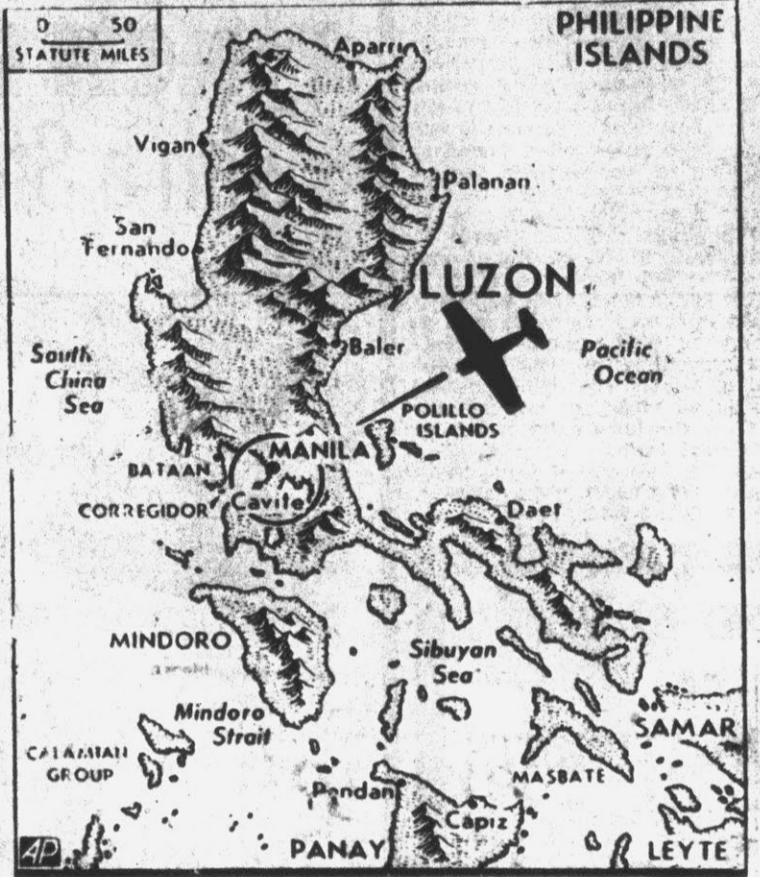 0 50
STATUTE MILES
PHILIPPINE
ISLANDS
Aparri
Vigan
Palanan
San
Fernando
LUZON
Baler
South
China
Sea
Pacific
Ocean
POLILLO
ISLANDS
MANILA
BATAAN
Cavite
CORREGIDOR
Daet
MINDORO
Sibuyan
Sea
Mindoro
Strait
SAMAR
CALAMIAN
GROUP
MASBATE
Pandan
Capiz
AP
PANAY
LEYTE